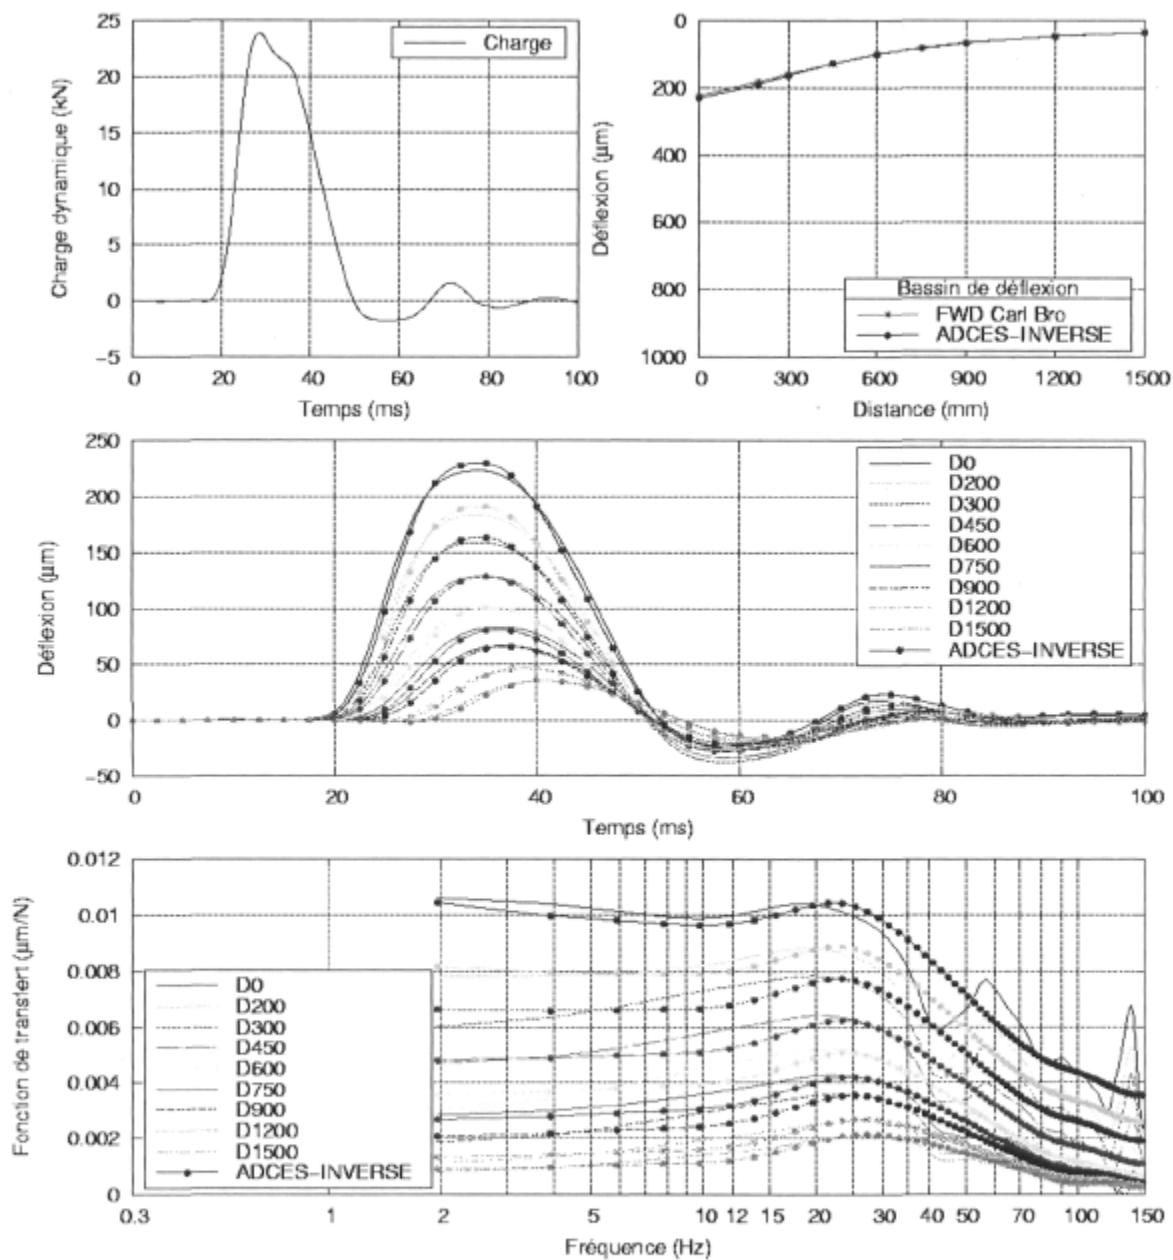 25
20
15
10
5
0
−5
0
20
40
60
80
100
Charge dynamique (kN)
Temps (ms)
Charge
0
200
400
600
800
1000
0
300
600
900
1200
1500
Déflexion (µm)
Distance (mm)
Bassin de déflexion
FWD Carl Bro
ADCES−INVERSE
250
200
150
100
50
0
−50
0
20
40
60
80
100
Déflexion (µm)
Temps (ms)
D0
D200
D300
D450
D600
D750
D900
D1200
D1500
ADCES−INVERSE
0.012
0.01
0.008
0.006
0.004
0.002
0
0.3
1
2
5
10
12
15
20
30
40
50
70
100
150
Fonction de transfert (µm/N)
Fréquence (Hz)
D0
D200
D300
D450
D600
D750
D900
D1200
D1500
ADCES−INVERSE